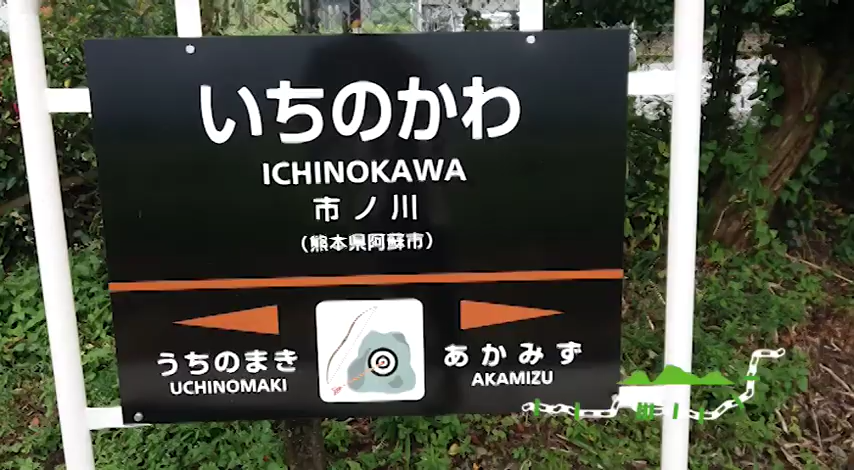 いちのかわ
ICHINOKAWA
市ノ川
(熊本県阿蘇市)
うちのまき
UCHINOMAKI
あかみず
AKAMIZU